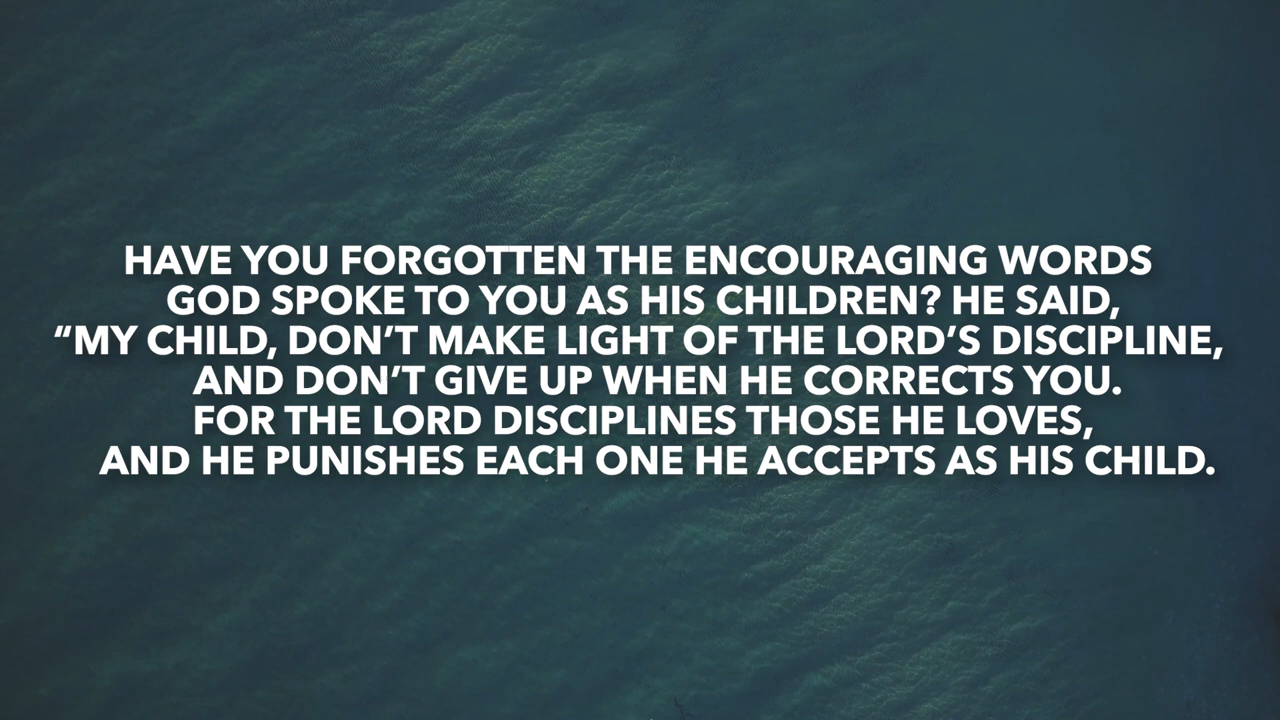 HAVE YOU FORGOTTEN THE ENCOURAGING WORDS
GOD SPOKE TO YOU AS HIS CHILDREN? HE SAID,
“MY CHILD, DON’T MAKE LIGHT OF THE LORD’S DISCIPLINE,
AND DON’T GIVE UP WHEN HE CORRECTS YOU.
FOR THE LORD DISCIPLINES THOSE HE LOVES,
AND HE PUNISHES EACH ONE HE ACCEPTS AS HIS CHILD.